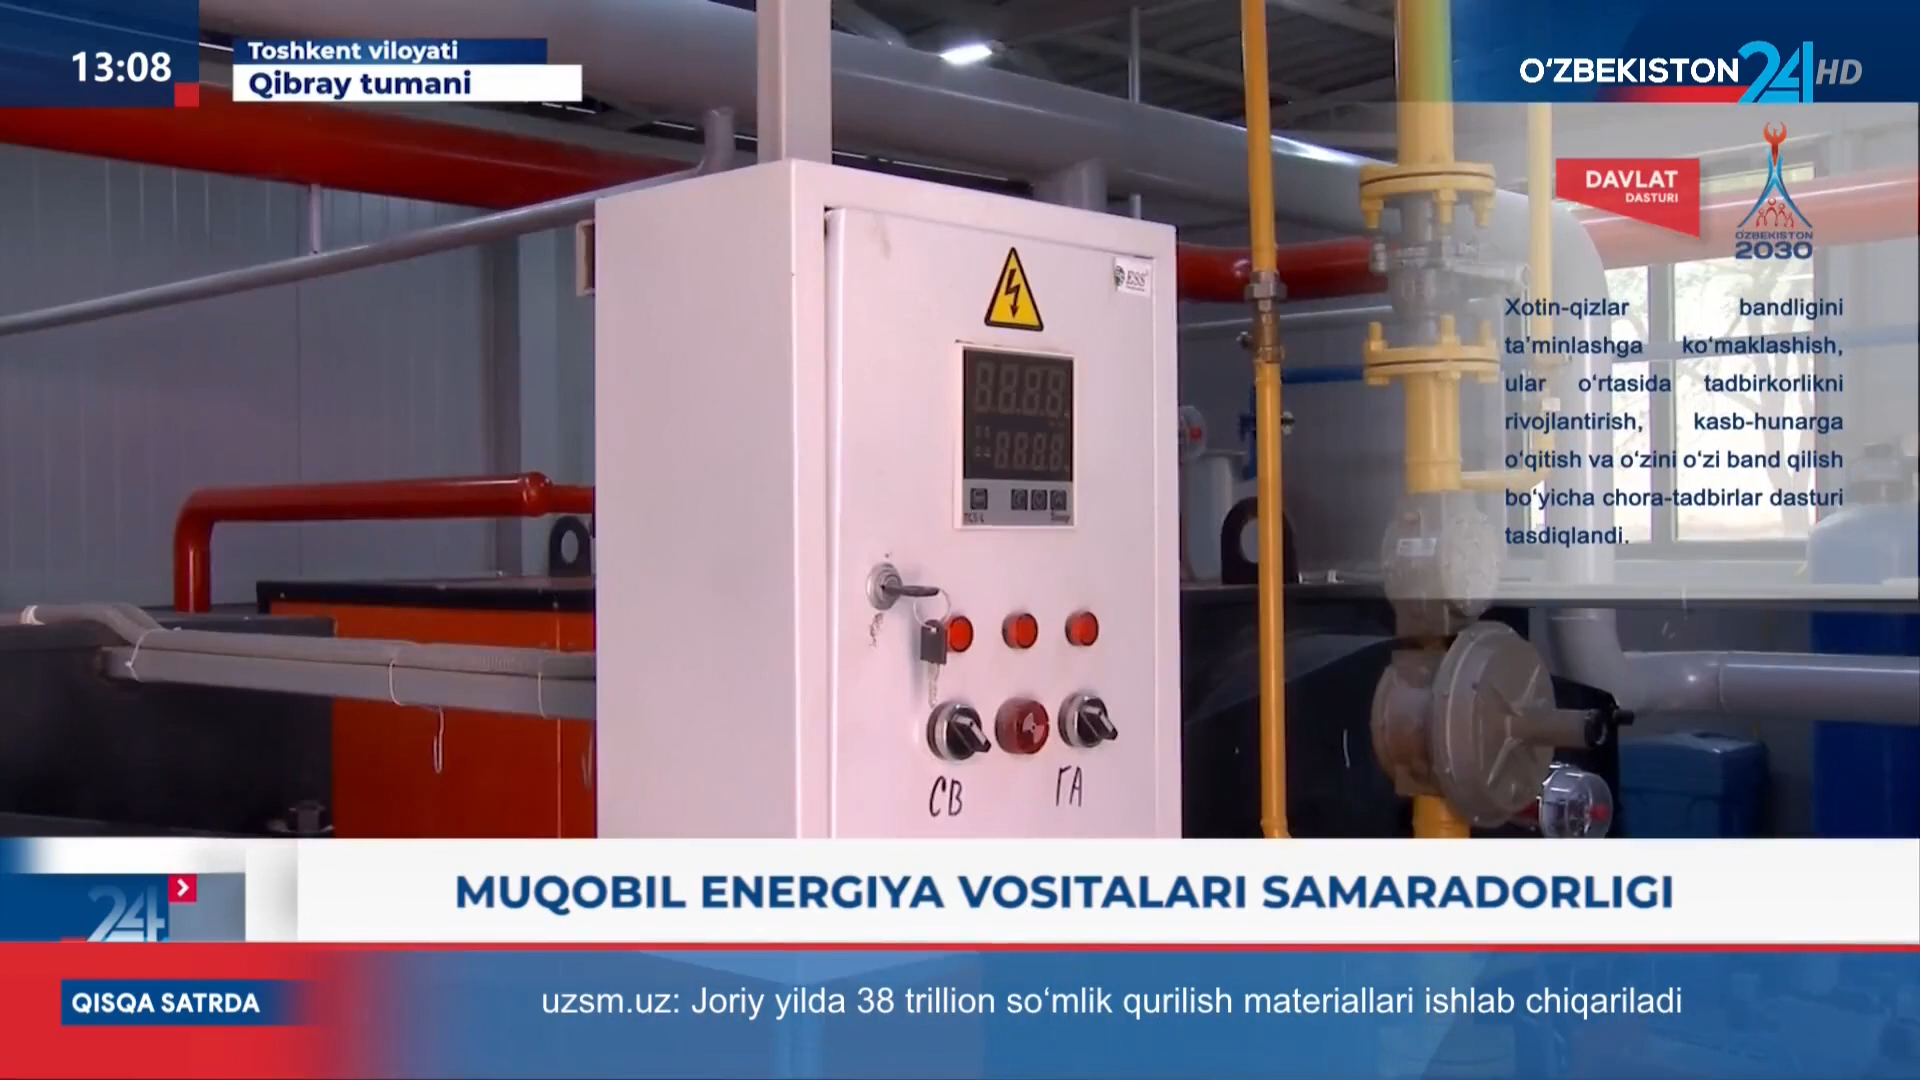 13:08
Toshkent viloyati
Qibray tumani
O‘ZBEKISTON 24 HD
DAVLAT
DASTURI
O‘ZBEKISTON
2030
Xotin-qizlar bandligini
ta’minlashga ko‘maklashish,
ular o‘rtasida tadbirkorlikni
rivojlantirish, kasb-hunarga
o‘qitish va o‘zini o‘zi band qilish
bo‘yicha chora-tadbirlar dasturi
tasdiqlandi.
ESS
СВ ГА
24
MUQOBIL ENERGIYA VOSITALARI SAMARADORLIGI
QISQA SATRDA
uzsm.uz: Joriy yilda 38 trillion so‘mlik qurilish materiallari ishlab chiqariladi